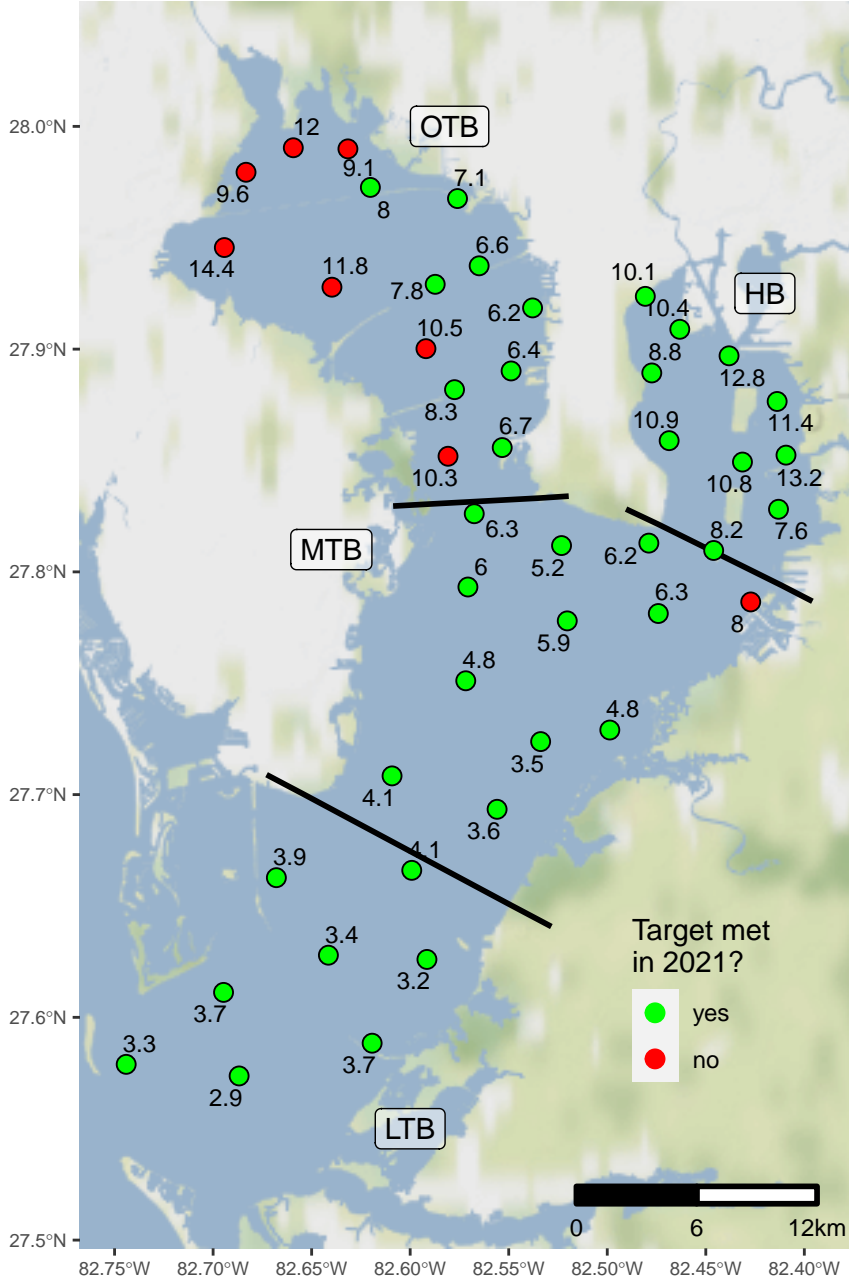 28.0°N
27.9°N
27.8°N
27.7°N
27.6°N
27.5°N
OTB
12
9.1
9.6
8
7.1
14.4
11.8
7.8
6.6
6.2
10.5
6.4
8.3
6.7
10.3
HB
10.1
10.4
8.8
12.8
11.4
10.9
10.8
13.2
7.6
8.2
MTB
6.3
5.2
6.2
6
6.3
8
5.9
4.8
4.8
3.5
4.1
3.6
4.1
3.9
3.4
3.2
3.7
3.3
3.7
2.9
LTB
Target met
in 2021?
yes
no
0 6 12km
82.75°W 82.70°W 82.65°W 82.60°W 82.55°W 82.50°W 82.45°W 82.40°W